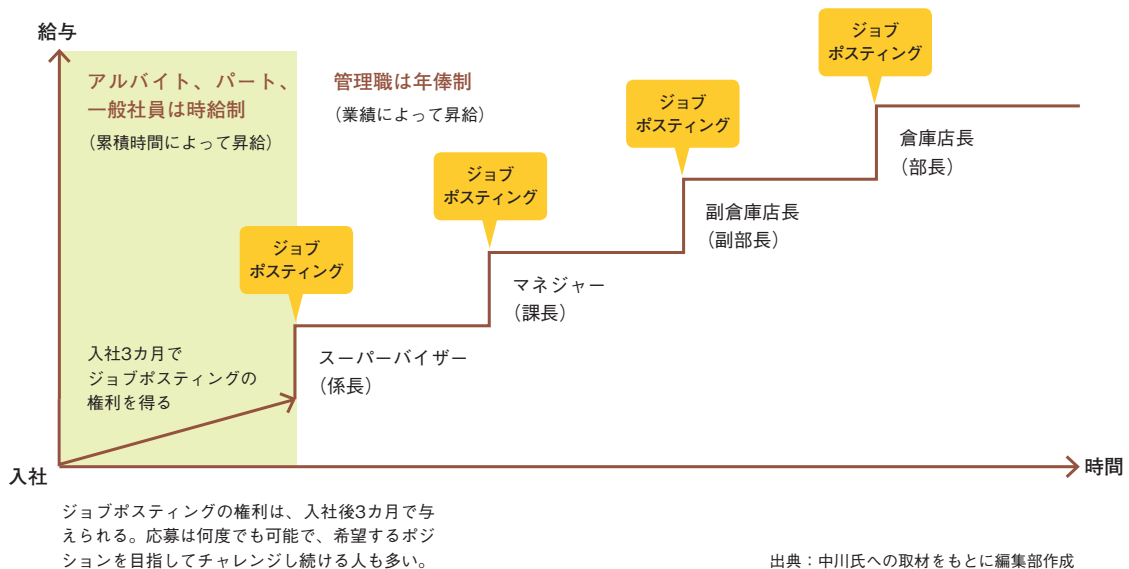 給与
アルバイト、パート、
一般社員は時給制
（累積時間によって昇給）
管理職は年俸制
（業績によって昇給）
ジョブ
ポスティング
ジョブ
ポスティング
ジョブ
ポスティング
ジョブ
ポスティング
入社3カ月で
ジョブポスティングの
権利を得る
スーパーバイザー
（係長）
マネジャー
（課長）
副倉庫店長
（副部長）
倉庫店長
（部長）
入社
時間
ジョブポスティングの権利は、入社後3カ月で与
えられる。応募は何度でも可能で、希望するポジ
ションを目指してチャレンジし続ける人も多い。
出典：中川氏への取材をもとに編集部作成